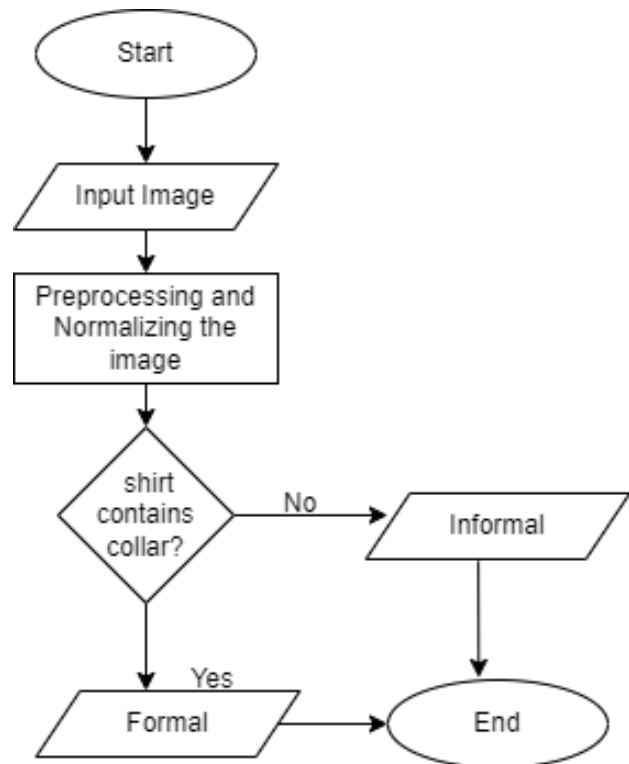 Start
Input Image
Preprocessing and
Normalizing the
image
shirt
contains
collar?
No
Informal
Yes
Formal
End